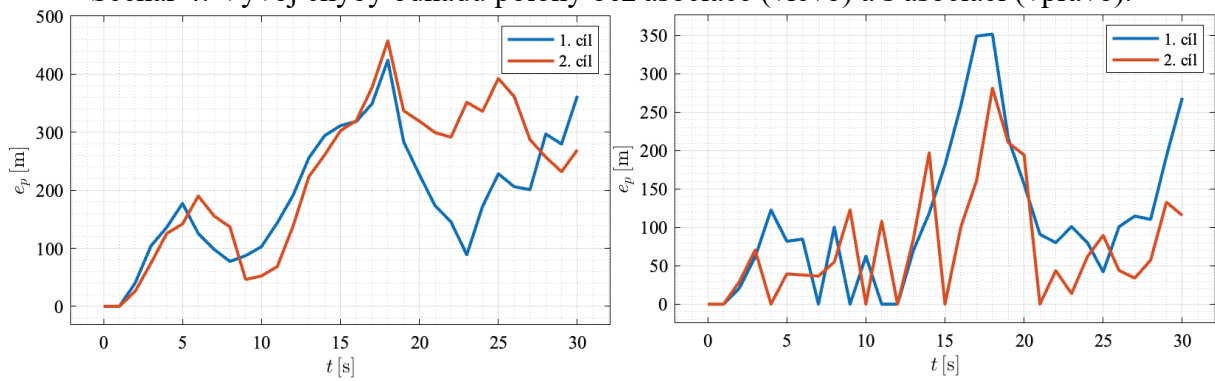 Vývoj chyby odhadu polohy bez asociace (vlevo) a s asociací (vpravo).
500
400
300
200
100
0
e_p [m]
0 5 10 15 20 25 30
t [s]
1. cíl
2. cíl
350
300
250
200
150
100
50
0
e_p [m]
0 5 10 15 20 25 30
t [s]
1. cíl
2. cíl